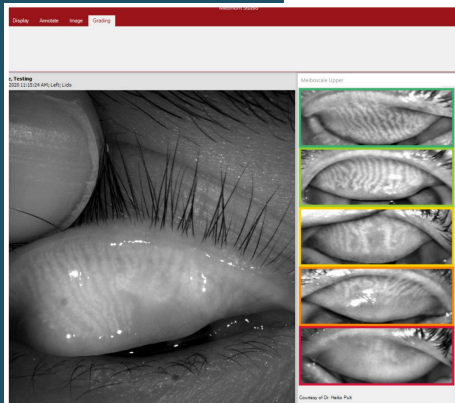 Display Annotate Image Grading
e, Testing
2020 11:15:24 AM; Left; Lids
Meiboscale Upper
Courtesy of Dr. Heiko Pult